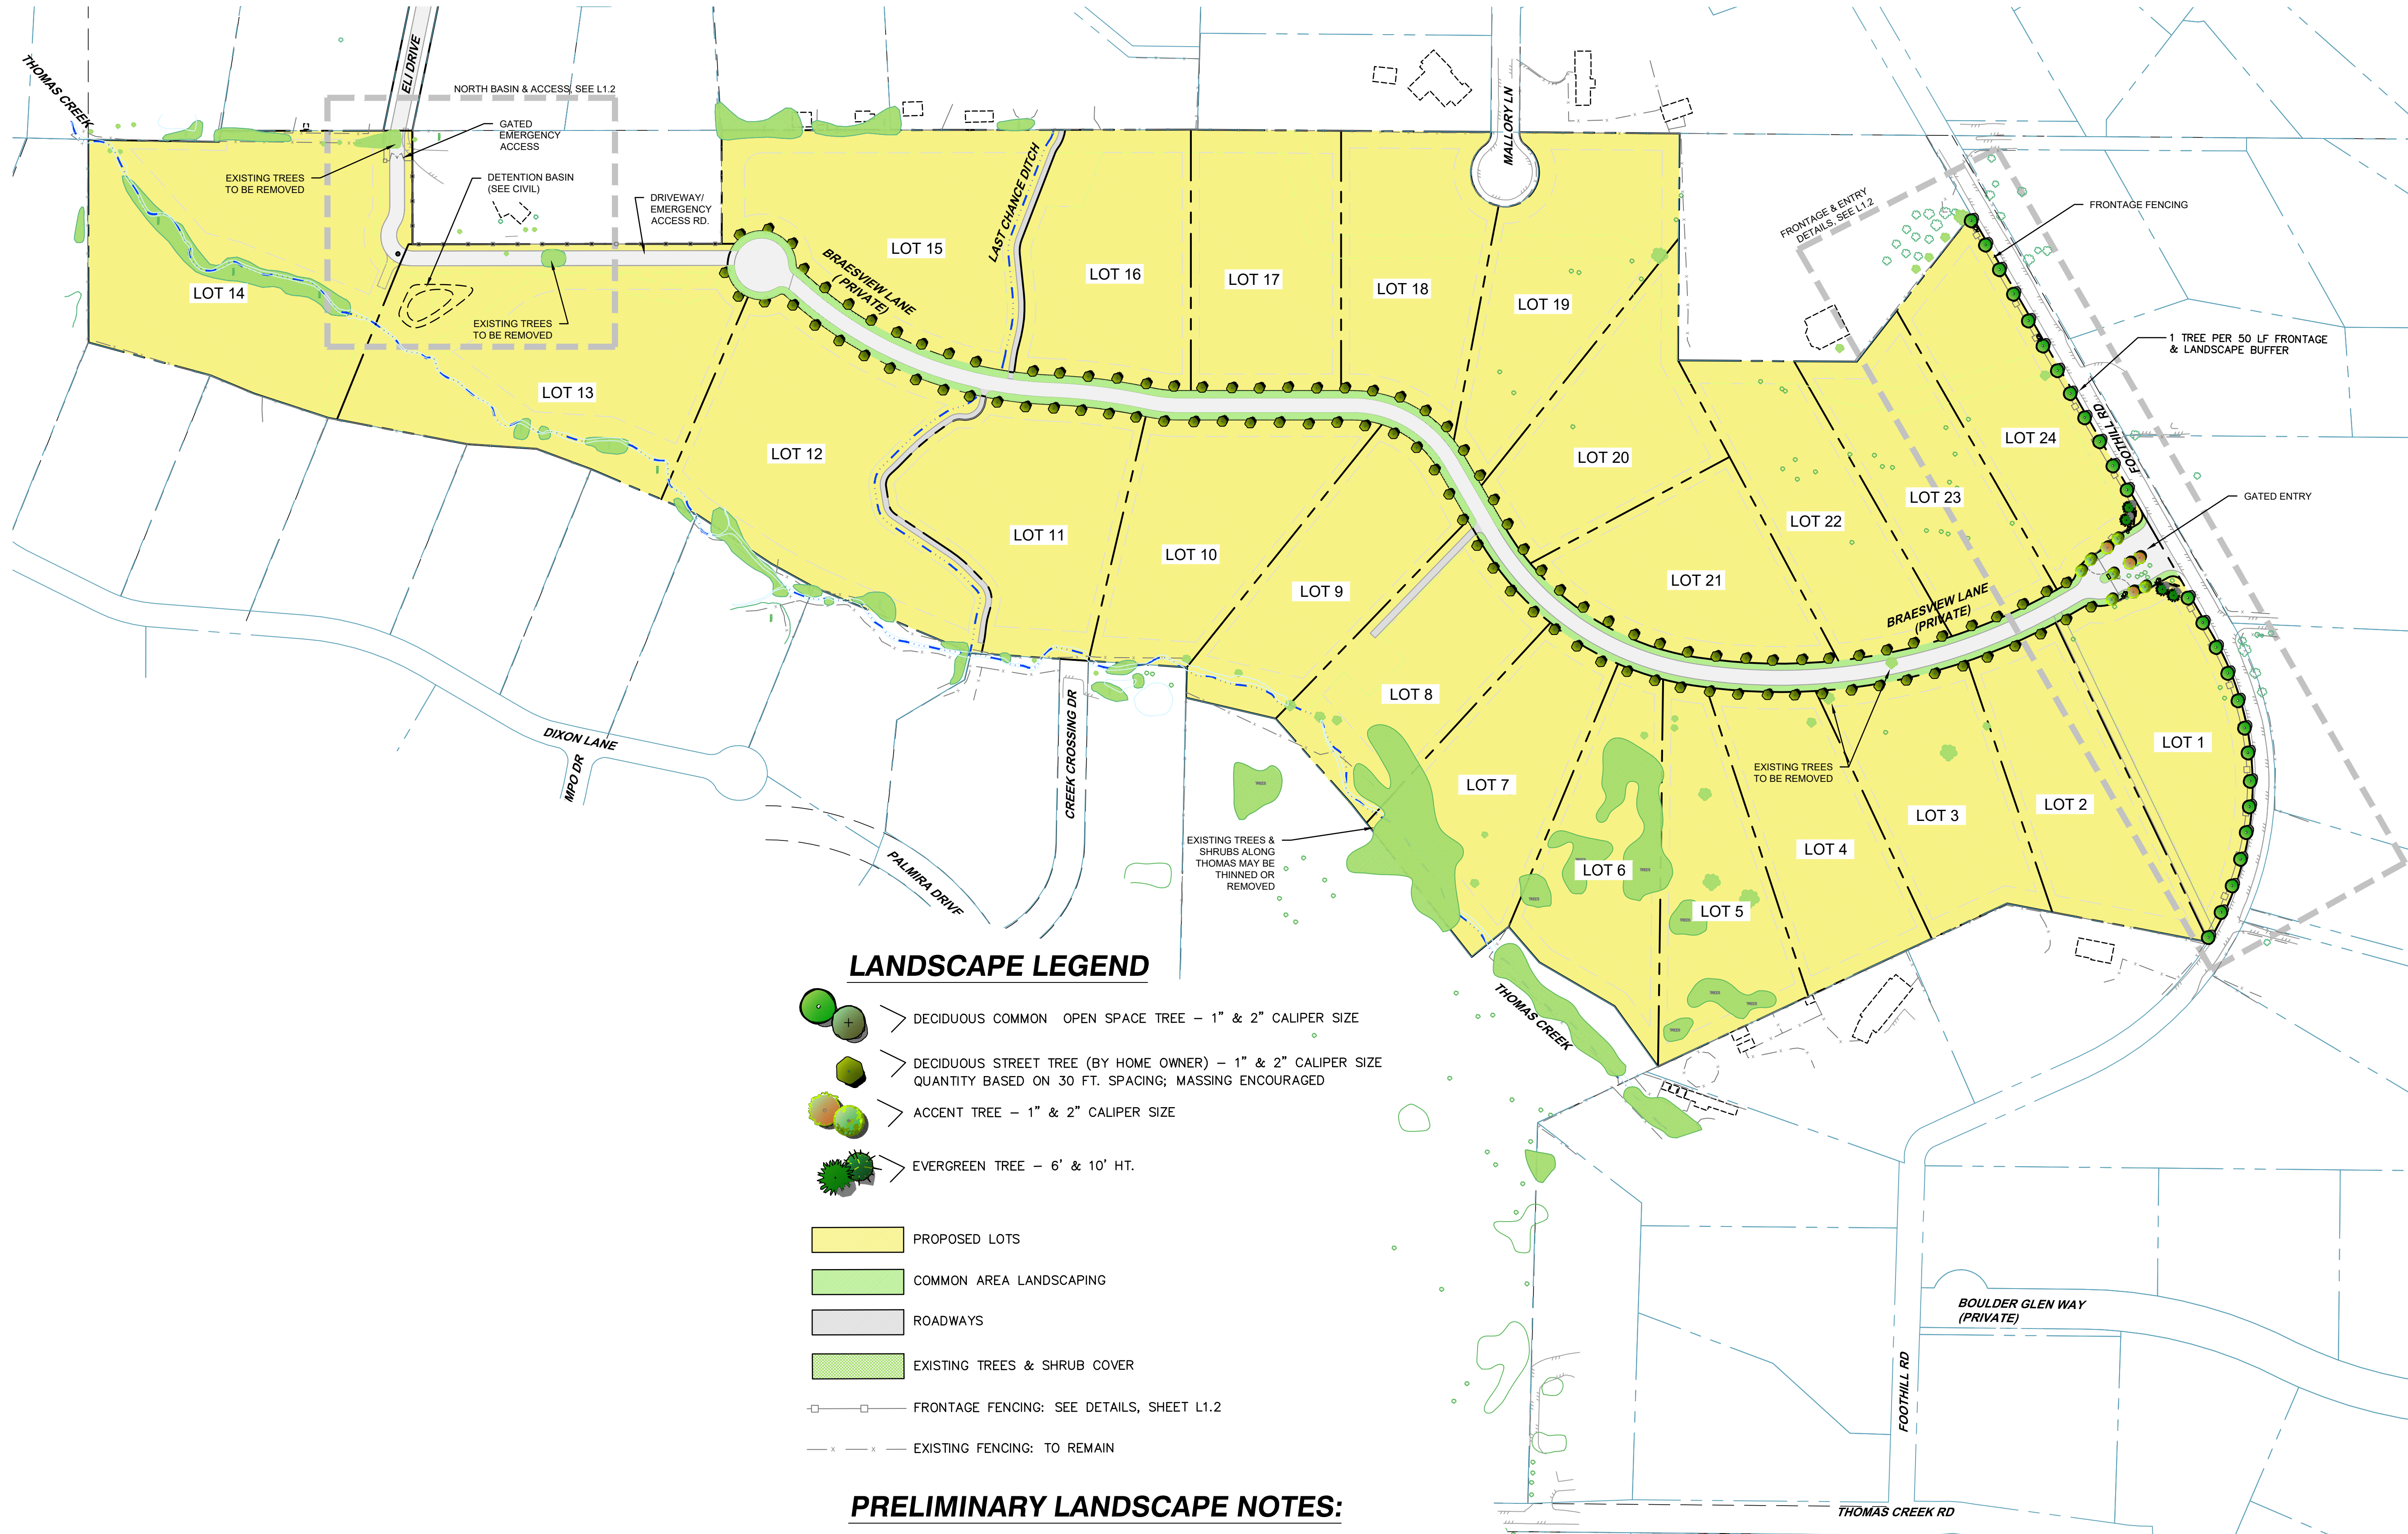 THOMAS CREEK
ELI DRIVE
NORTH BASIN & ACCESS, SEE L1.2
GATED
EMERGENCY
ACCESS
EXISTING TREES
TO BE REMOVED
DETENTION BASIN
(SEE CIVIL)
DRIVEWAY/
EMERGENCY
ACCESS RD.
EXISTING TREES
TO BE REMOVED
LAST CHANCE DITCH
MALLORY LN
FRONTAGE & ENTRY
DETAILS, SEE L1.2
FRONTAGE FENCING
1 TREE PER 50 LF FRONTAGE
& LANDSCAPE BUFFER
FOOTHILL RD
GATED ENTRY
BRAESVIEW LANE
( PRIVATE)
LOT 14
LOT 15
LOT 16
LOT 17
LOT 18
LOT 19
LOT 13
LOT 12
LOT 20
LOT 24
LOT 23
LOT 22
LOT 11
LOT 10
LOT 9
LOT 21
BRAESVIEW LANE
(PRIVATE)
LOT 8
LOT 7
LOT 6
LOT 5
LOT 4
LOT 3
LOT 2
LOT 1
EXISTING TREES
TO BE REMOVED
EXISTING TREES &
SHRUBS ALONG
THOMAS MAY BE
THINNED OR
REMOVED
DIXON LANE
MPO DR
CREEK CROSSING DR
PALMIRA DRIVE
THOMAS CREEK
LANDSCAPE LEGEND
DECIDUOUS COMMON OPEN SPACE TREE – 1” & 2” CALIPER SIZE
DECIDUOUS STREET TREE (BY HOME OWNER) – 1” & 2” CALIPER SIZE
QUANTITY BASED ON 30 FT. SPACING; MASSING ENCOURAGED
ACCENT TREE – 1” & 2” CALIPER SIZE
EVERGREEN TREE – 6’ & 10’ HT.
PROPOSED LOTS
COMMON AREA LANDSCAPING
ROADWAYS
EXISTING TREES & SHRUB COVER
FRONTAGE FENCING: SEE DETAILS, SHEET L1.2
EXISTING FENCING: TO REMAIN
BOULDER GLEN WAY
(PRIVATE)
FOOTHILL RD
THOMAS CREEK RD
PRELIMINARY LANDSCAPE NOTES: